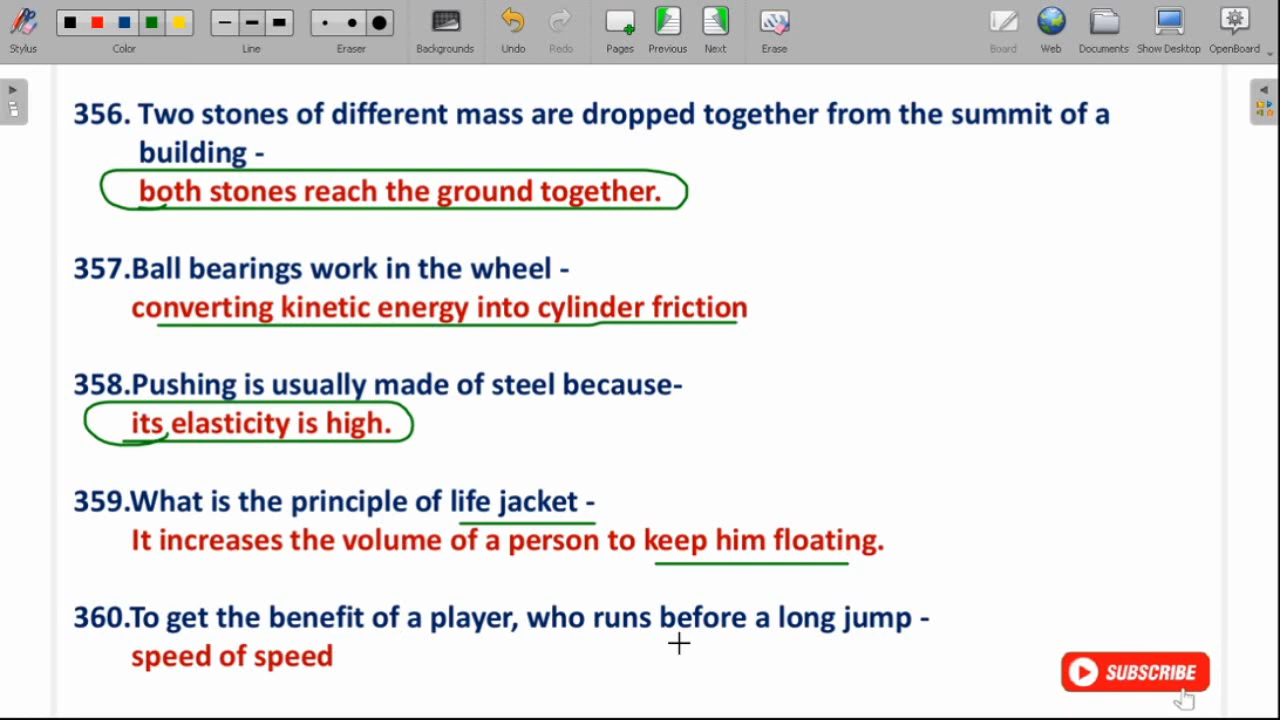 Stylus Color Line Eraser Backgrounds Undo Redo Pages Previous Next Erase Board Web Documents Show Desktop OpenBoard
356. Two stones of different mass are dropped together from the summit of a
building -
both stones reach the ground together.
357.Ball bearings work in the wheel -
converting kinetic energy into cylinder friction
358.Pushing is usually made of steel because-
its elasticity is high.
359.What is the principle of life jacket -
It increases the volume of a person to keep him floating.
360.To get the benefit of a player, who runs before a long jump -
speed of speed
SUBSCRIBE